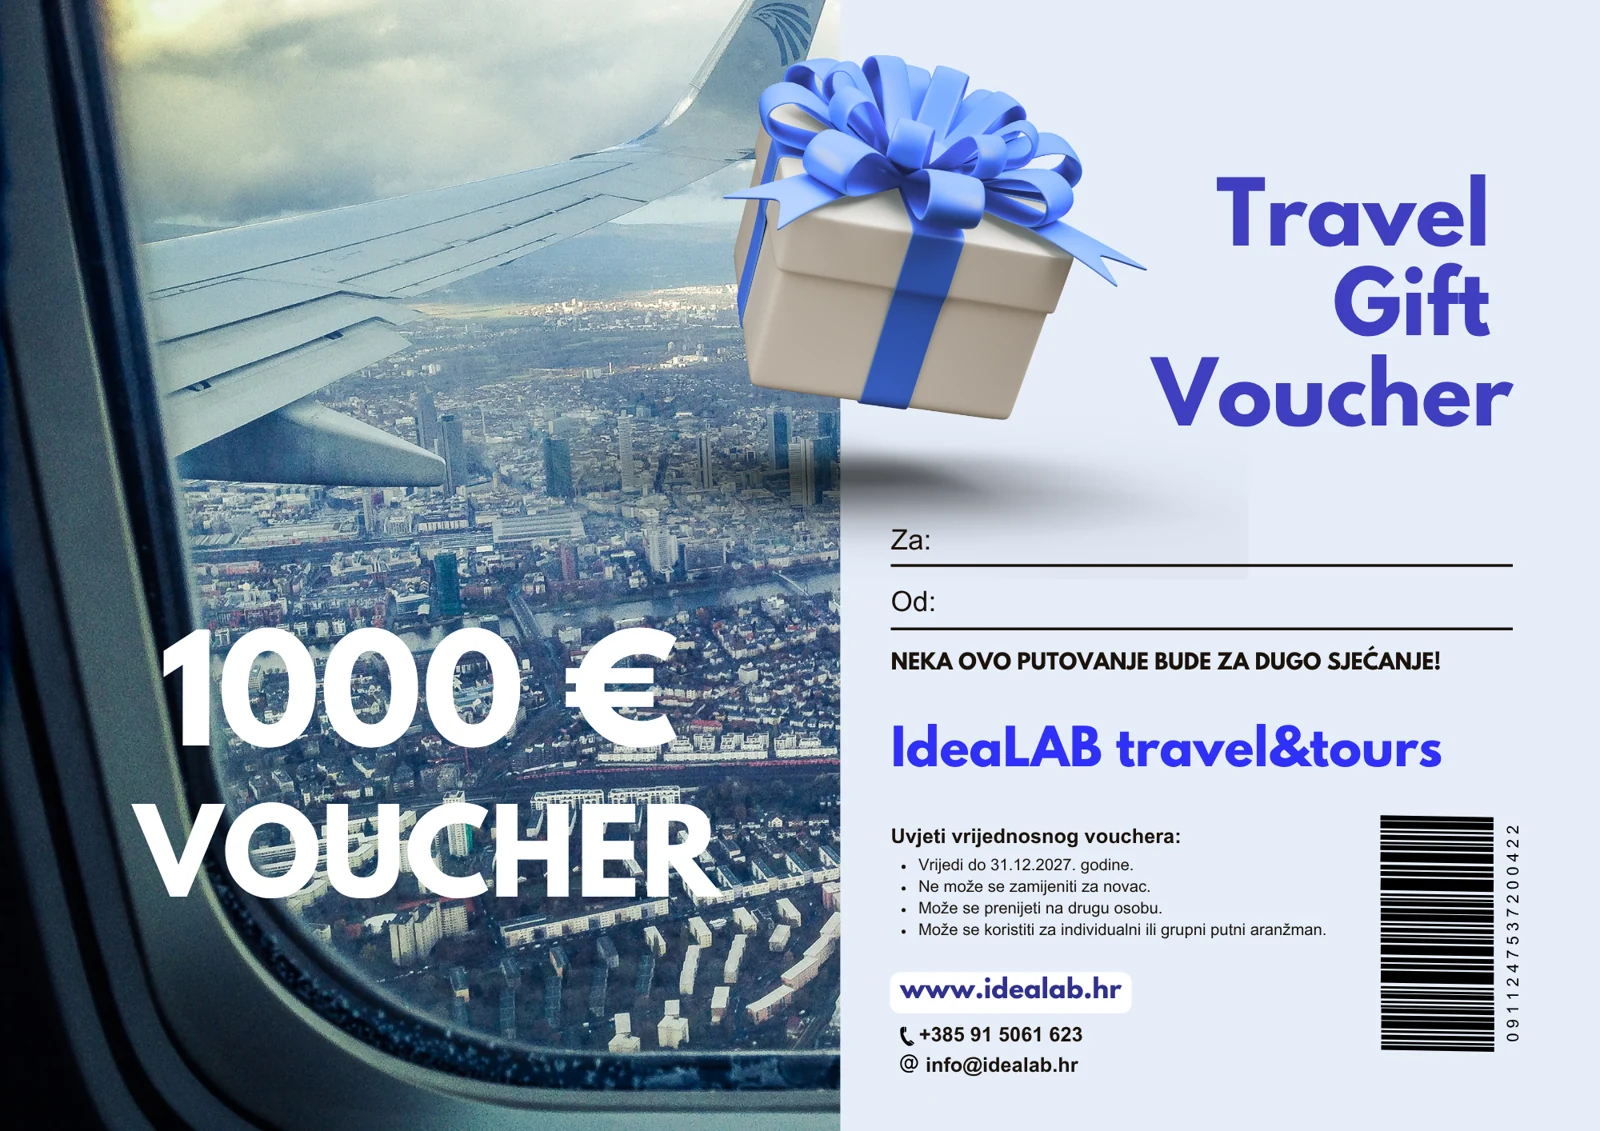 Travel
Gift
Voucher
Za:
Od:
NEKA OVO PUTOVANJE BUDE ZA DUGO SJEĆANJE!
1000 €
VOUCHER
IdeaLAB travel&tours
Uvjeti vrijednosnog vouchera:
• Vrijedi do 31.12.2027. godine.
• Ne može se zamijeniti za novac.
• Može se prenijeti na drugu osobu.
• Može se koristiti za individualni ili grupni putni aranžman.
www.idealab.hr
+385 91 5061 623
@ info@idealab.hr
0911247537200422